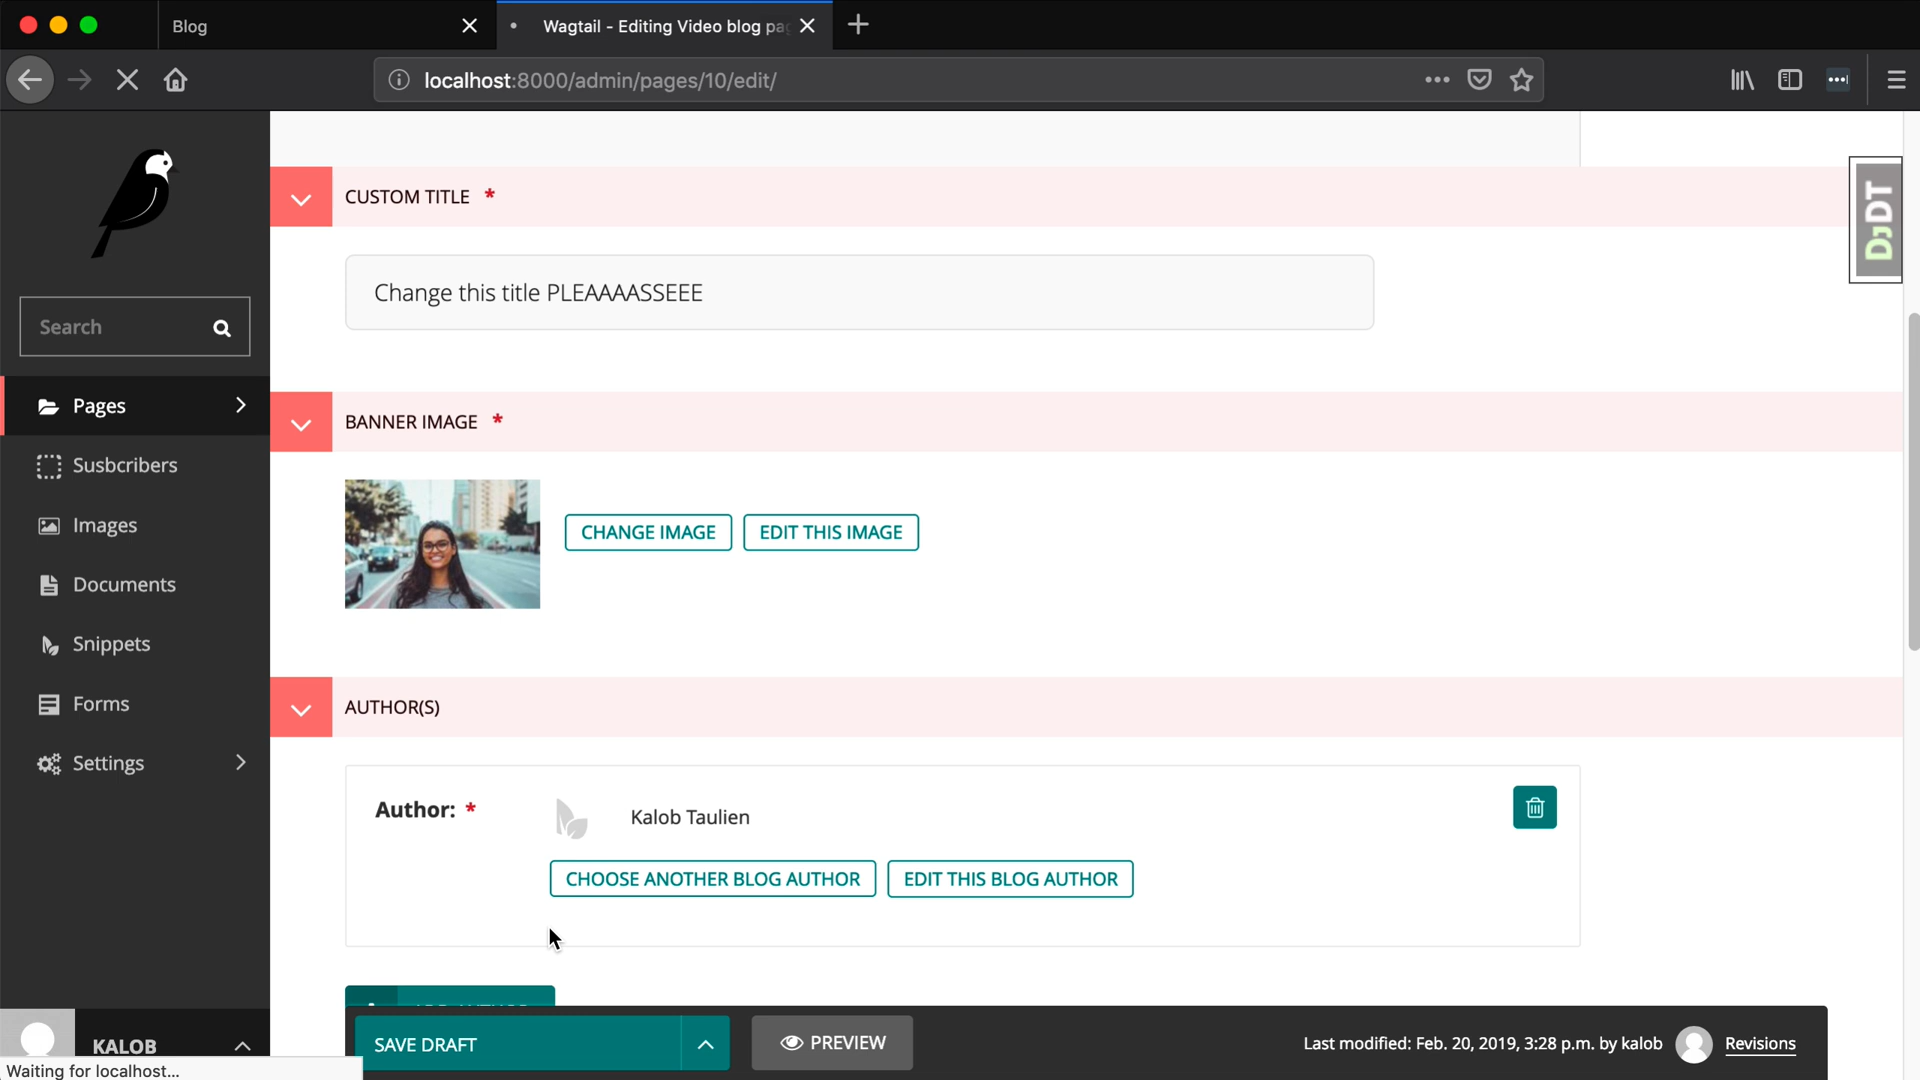 Blog
Wagtail - Editing Video blog pa
localhost:8000/admin/pages/10/edit/
DJDT
CUSTOM TITLE *
Change this title PLEAAAASSEEE
Search
Pages
Susbcribers
Images
Documents
Snippets
Forms
Settings
BANNER IMAGE *
CHANGE IMAGE
EDIT THIS IMAGE
AUTHOR(S)
Author: *
Kalob Taulien
CHOOSE ANOTHER BLOG AUTHOR
EDIT THIS BLOG AUTHOR
KALOB
SAVE DRAFT
PREVIEW
Last modified: Feb. 20, 2019, 3:28 p.m. by kalob
Revisions
Waiting for localhost...